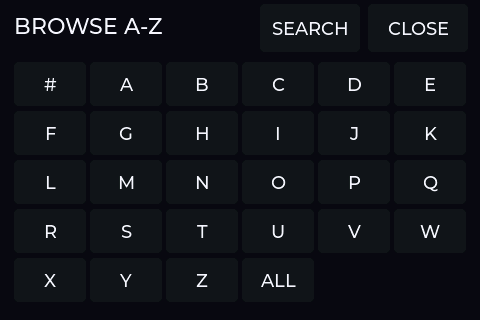 BROWSE A-Z SEARCH CLOSE
# A B C D E
F G H I J K
L M N O P Q
R S T U V W
X Y Z ALL